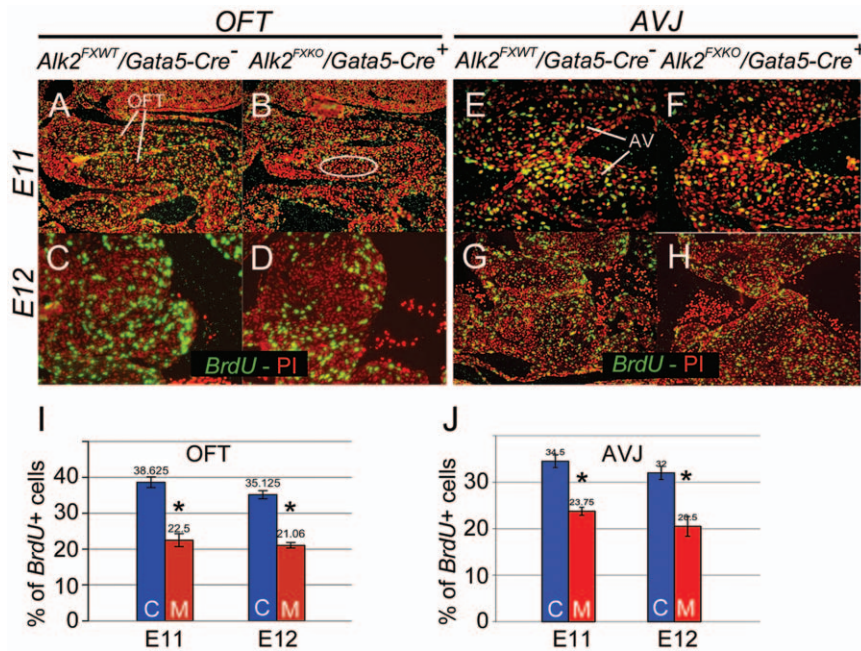 OFT AVJ
Alk2FXWT/Gata5-Cre- Alk2FXKO/Gata5-Cre+ Alk2FXWT/Gata5-Cre- Alk2FXKO/Gata5-Cre+
A OFT B E AV F
E11
C D G H
E12
BrdU - PI BrdU - PI
I J
OFT AVJ
% of BrdU+ cells % of BrdU+ cells
40 30 20 10 0
38.625 * 22.5 35.125 * 21.06
C M C M
E11 E12
30 20 10 0
34.5 * 23.75 32 * 20.5
C M C M
E11 E12